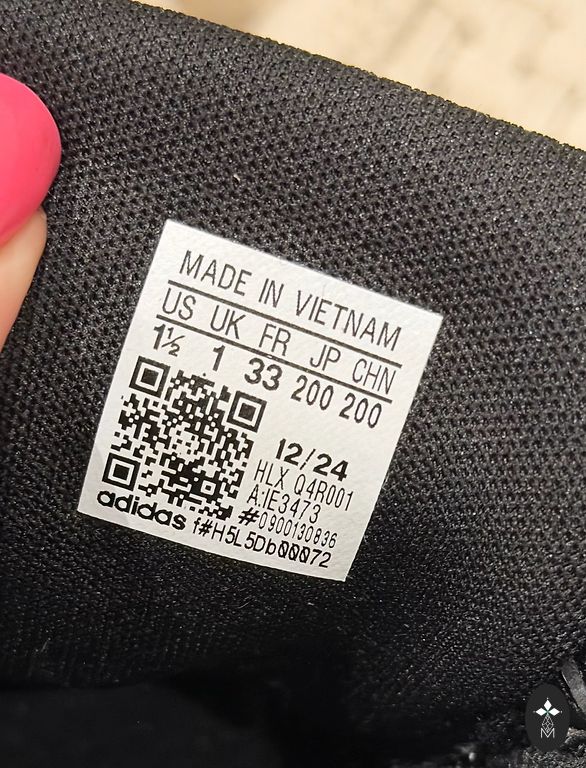 MADE IN VIETNAM
US UK FR JP CHN
1½ 1 33 200 200
12/24
HLX Q4R001
A:IE3473
#0900130836
adidas f#H5L5Db00072
M